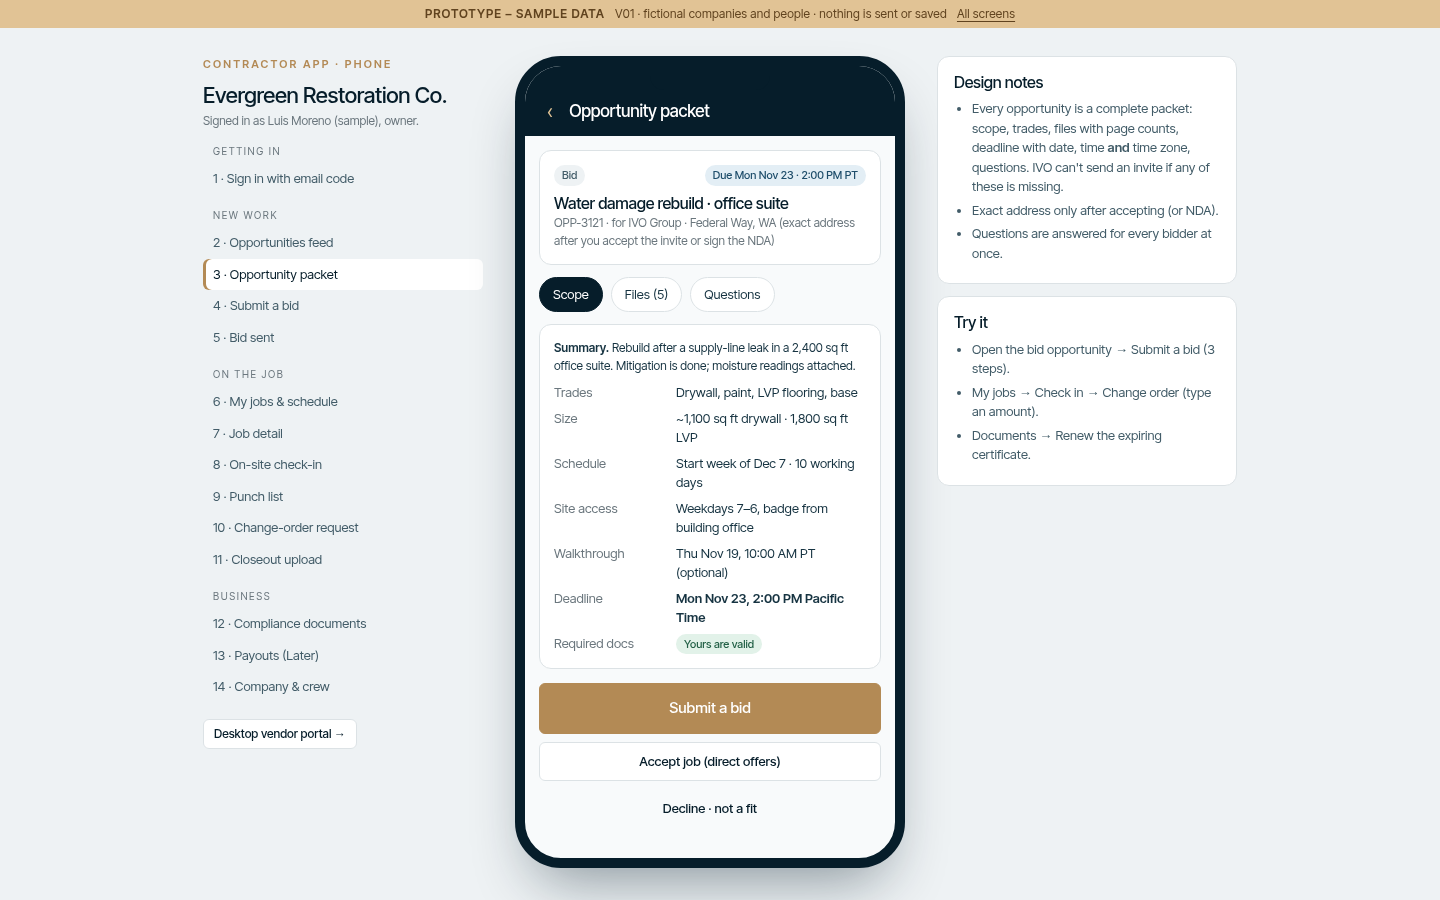 PROTOTYPE – SAMPLE DATA V01 · fictional companies and people · nothing is sent or saved All screens
CONTRACTOR APP · PHONE
Evergreen Restoration Co.
Signed in as Luis Moreno (sample), owner.
GETTING IN
1 · Sign in with email code
NEW WORK
2 · Opportunities feed
3 · Opportunity packet
4 · Submit a bid
5 · Bid sent
ON THE JOB
6 · My jobs & schedule
7 · Job detail
8 · On-site check-in
9 · Punch list
10 · Change-order request
11 · Closeout upload
BUSINESS
12 · Compliance documents
13 · Payouts (Later)
14 · Company & crew
Desktop vendor portal →
‹ Opportunity packet
Bid Due Mon Nov 23 · 2:00 PM PT
Water damage rebuild · office suite
OPP-3121 · for IVO Group · Federal Way, WA (exact address
after you accept the invite or sign the NDA)
Scope Files (5) Questions
Summary. Rebuild after a supply-line leak in a 2,400 sq ft
office suite. Mitigation is done; moisture readings attached.
Trades Drywall, paint, LVP flooring, base
Size ~1,100 sq ft drywall · 1,800 sq ft
LVP
Schedule Start week of Dec 7 · 10 working
days
Site access Weekdays 7–6, badge from
building office
Walkthrough Thu Nov 19, 10:00 AM PT
(optional)
Deadline Mon Nov 23, 2:00 PM Pacific
Time
Required docs Yours are valid
Submit a bid
Accept job (direct offers)
Decline · not a fit
Design notes
• Every opportunity is a complete packet:
scope, trades, files with page counts,
deadline with date, time and time zone,
questions. IVO can't send an invite if any of
these is missing.
• Exact address only after accepting (or NDA).
• Questions are answered for every bidder at
once.
Try it
• Open the bid opportunity → Submit a bid (3
steps).
• My jobs → Check in → Change order (type
an amount).
• Documents → Renew the expiring
certificate.